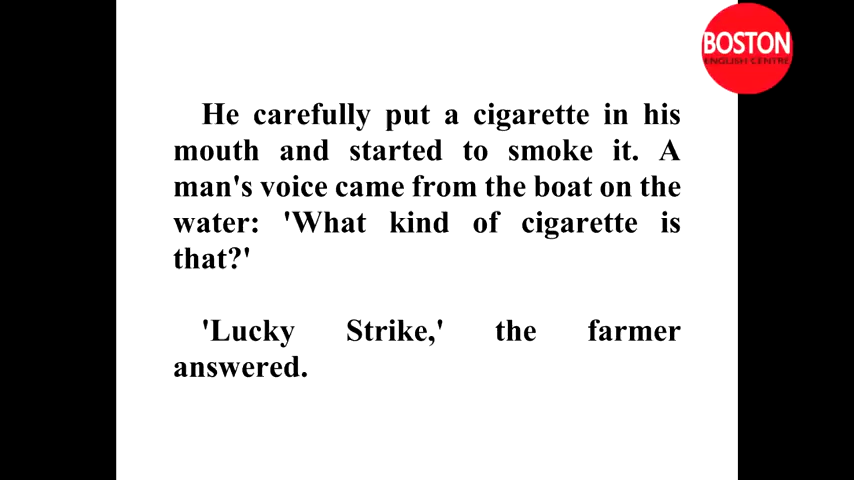 BOSTON
ENGLISH CENTRE
He carefully put a cigarette in his
mouth and started to smoke it. A
man's voice came from the boat on the
water: 'What kind of cigarette is
that?'
'Lucky Strike,' the farmer
answered.